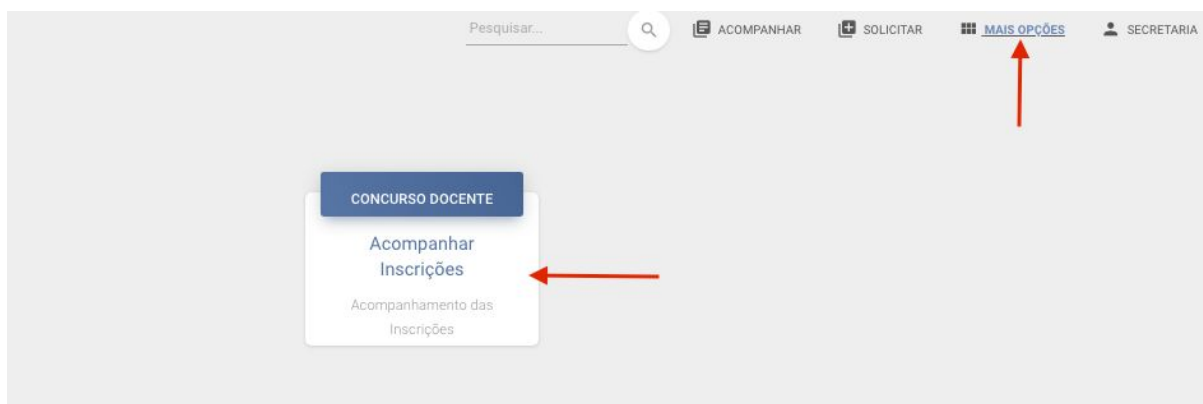 Pesquisar... ACOMPANHAR SOLICITAR MAIS OPÇÕES SECRETARIA
CONCURSO DOCENTE
Acompanhar
Inscrições
Acompanhamento das
Inscrições